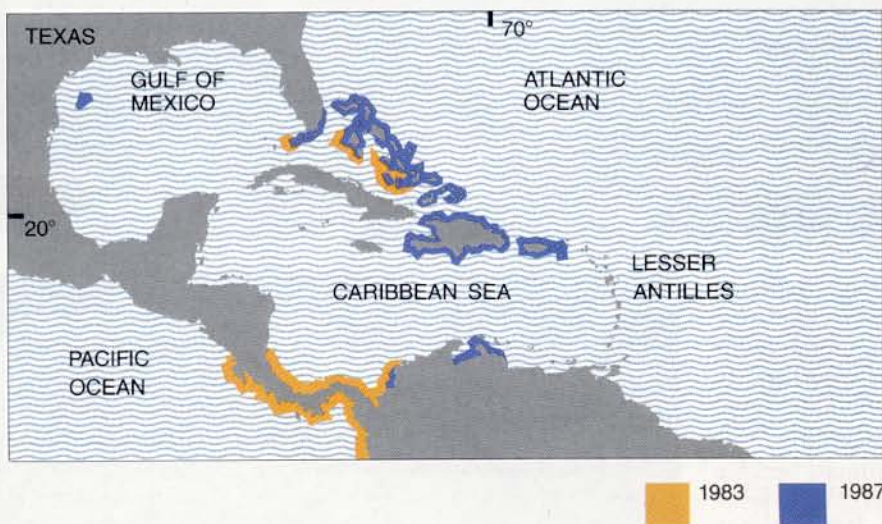 TEXAS
70°
GULF OF
MEXICO
ATLANTIC
OCEAN
20°
LESSER
ANTILLES
CARIBBEAN SEA
PACIFIC
OCEAN
1983
1987